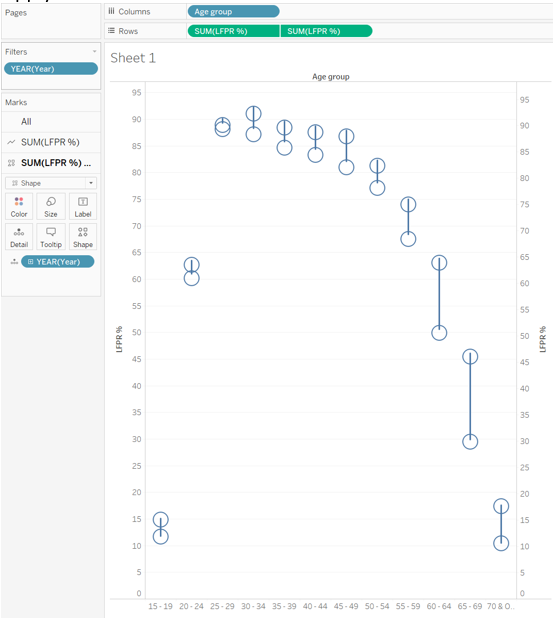 Pages
Columns
Age group
Rows
SUM(LFPR %)
SUM(LFPR %)
Filters
YEAR(Year)
Marks
All
SUM(LFPR %)
SUM(LFPR %) ...
Shape
Color
Size
Label
Detail
Tooltip
Shape
YEAR(Year)
Sheet 1
Age group
95
90
85
80
75
70
65
60
55
50
45
40
35
30
25
20
15
10
5
0
LFPR %
95
90
85
80
75
70
65
60
55
50
45
40
35
30
25
20
15
10
5
0
LFPR %
15 - 19 20 - 24 25 - 29 30 - 34 35 - 39 40 - 44 45 - 49 50 - 54 55 - 59 60 - 64 65 - 69 70 & O..